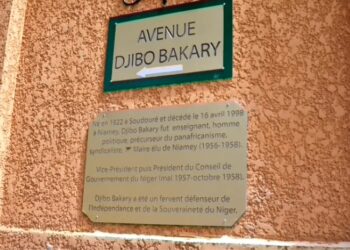 AVENUE
DJIBO BAKARY
Né en 1922 à Soudouré et décédé le 16 avril 1998
à Niamey, Djibo Bakary fut enseignant, homme
politique, précurseur du panafricanisme,
syndicaliste. 1er Maire élu de Niamey (1956-1958).
Vice-Président puis Président du Conseil de
Gouvernement du Niger (mai 1957-octobre 1958).
Djibo Bakary a été un fervent défenseur de
l'Indépendance et de la Souveraineté du Niger.